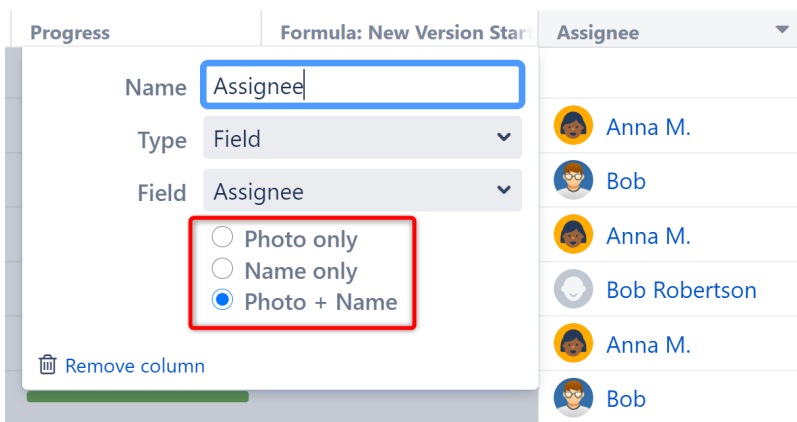 Progress
Formula: New Version Start
Assignee
Name Assignee
Type Field
Field Assignee
Photo only
Name only
Photo + Name
Remove column
Anna M.
Bob
Anna M.
Bob Robertson
Anna M.
Bob